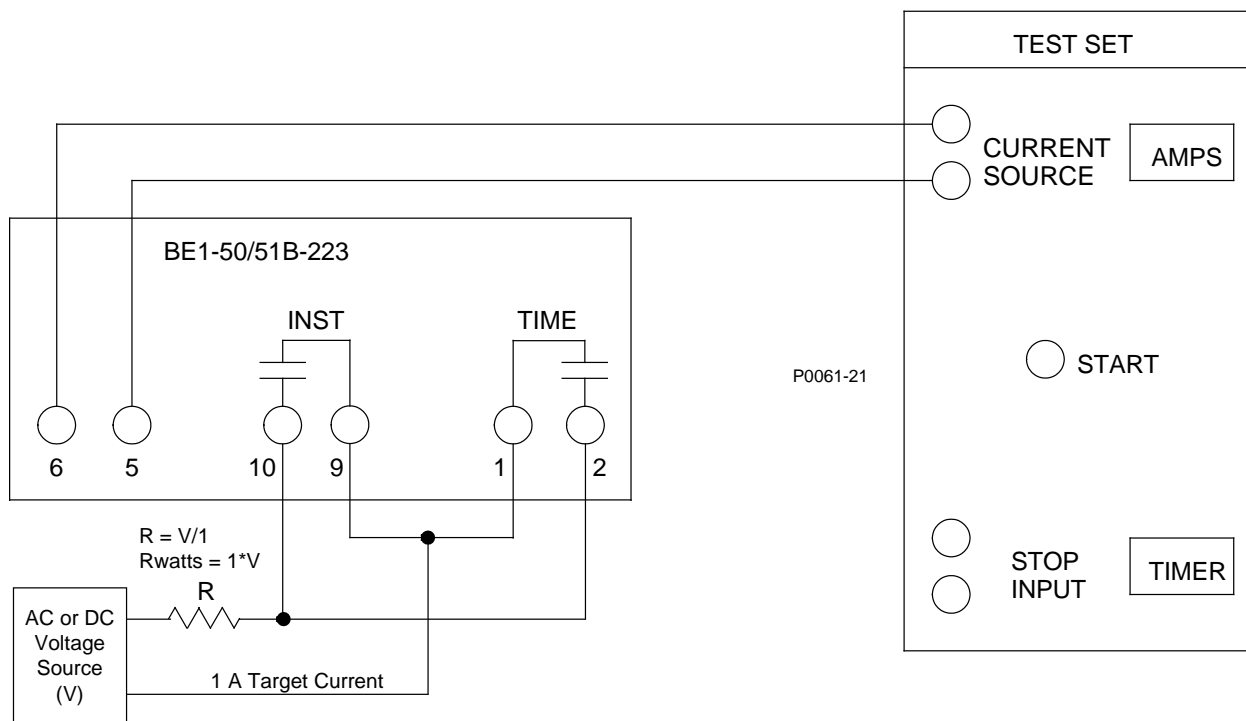 TEST SET
CURRENT
SOURCE
AMPS
BE1-50/51B-223
INST
TIME
P0061-21
START
6
5
10
9
1
2
R = V/1
Rwatts = 1*V
R
STOP
INPUT
TIMER
AC or DC
Voltage
Source
(V)
1 A Target Current